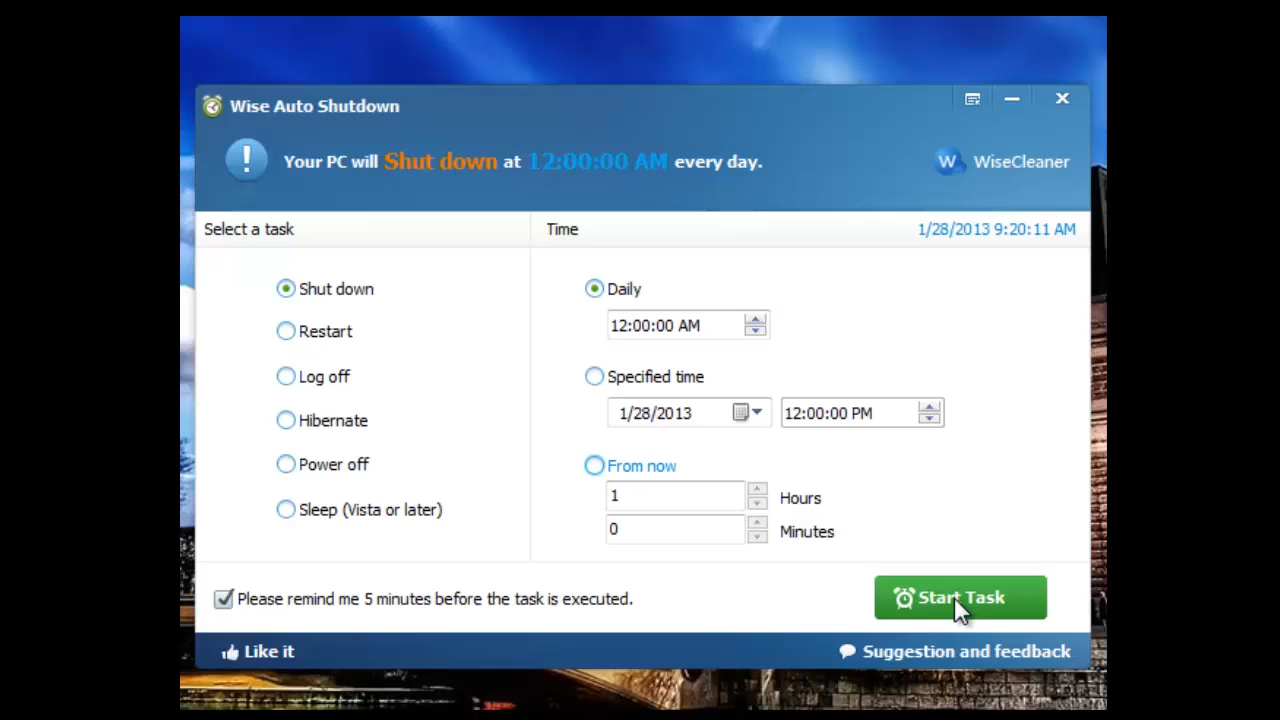 Wise Auto Shutdown
Your PC will Shut down at 12:00:00 AM every day.
W WiseCleaner
Select a task
Time
1/28/2013 9:20:11 AM
Shut down
Restart
Log off
Hibernate
Power off
Sleep (Vista or later)
Daily
12:00:00 AM
Specified time
1/28/2013 12:00:00 PM
From now
1 Hours
0 Minutes
Please remind me 5 minutes before the task is executed.
Start Task
Like it
Suggestion and feedback